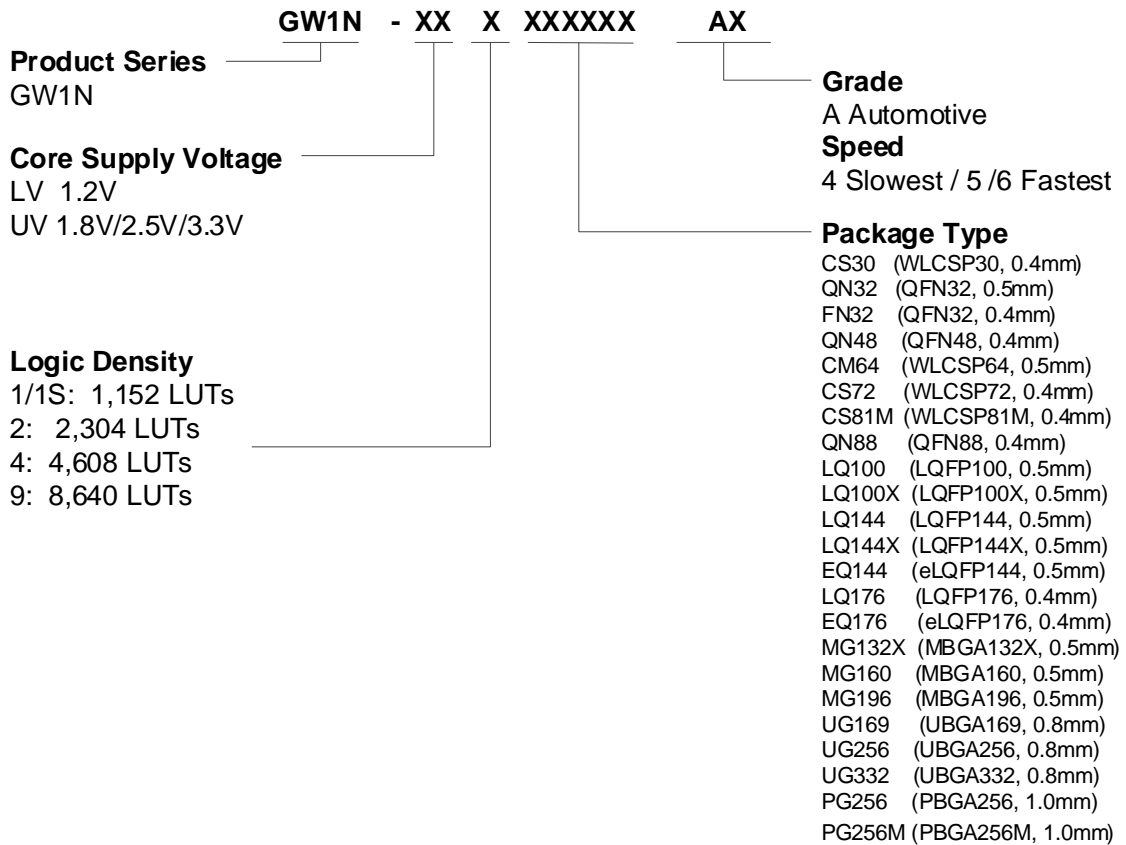 GW1N - XX X XXXXXX AX
Product Series
GW1N
Core Supply Voltage
LV 1.2V
UV 1.8V/2.5V/3.3V
Logic Density
1/1S: 1,152 LUTs
2: 2,304 LUTs
4: 4,608 LUTs
9: 8,640 LUTs
Grade
A Automotive
Speed
4 Slowest / 5 /6 Fastest
Package Type
CS30 (WLCSP30, 0.4mm)
QN32 (QFN32, 0.5mm)
FN32 (QFN32, 0.4mm)
QN48 (QFN48, 0.4mm)
CM64 (WLCSP64, 0.5mm)
CS72 (WLCSP72, 0.4mm)
CS81M (WLCSP81M, 0.4mm)
QN88 (QFN88, 0.4mm)
LQ100 (LQFP100, 0.5mm)
LQ100X (LQFP100X, 0.5mm)
LQ144 (LQFP144, 0.5mm)
LQ144X (LQFP144X, 0.5mm)
EQ144 (eLQFP144, 0.5mm)
LQ176 (LQFP176, 0.4mm)
EQ176 (eLQFP176, 0.4mm)
MG132X (MBGA132X, 0.5mm)
MG160 (MBGA160, 0.5mm)
MG196 (MBGA196, 0.5mm)
UG169 (UBGA169, 0.8mm)
UG256 (UBGA256, 0.8mm)
UG332 (UBGA332, 0.8mm)
PG256 (PBGA256, 1.0mm)
PG256M (PBGA256M, 1.0mm)